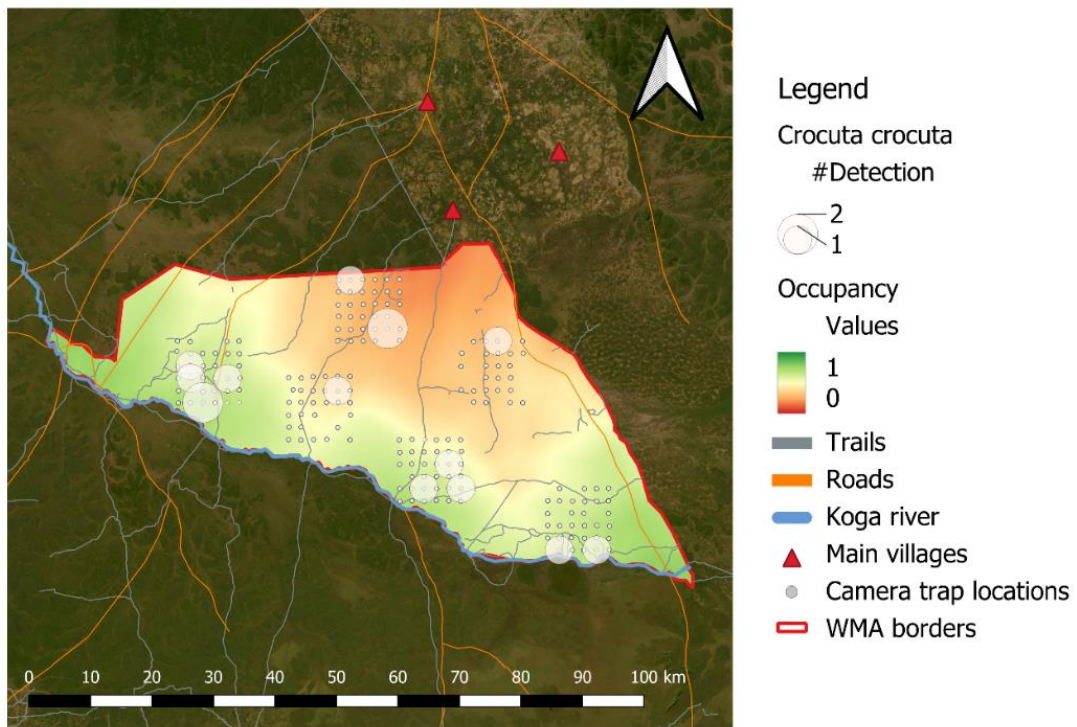 Legend
Crocuta crocuta
#Detection
2
1
Occupancy
Values
1
0
Trails
Roads
Koga river
Main villages
Camera trap locations
WMA borders
0 10 20 30 40 50 60 70 80 90 100 km